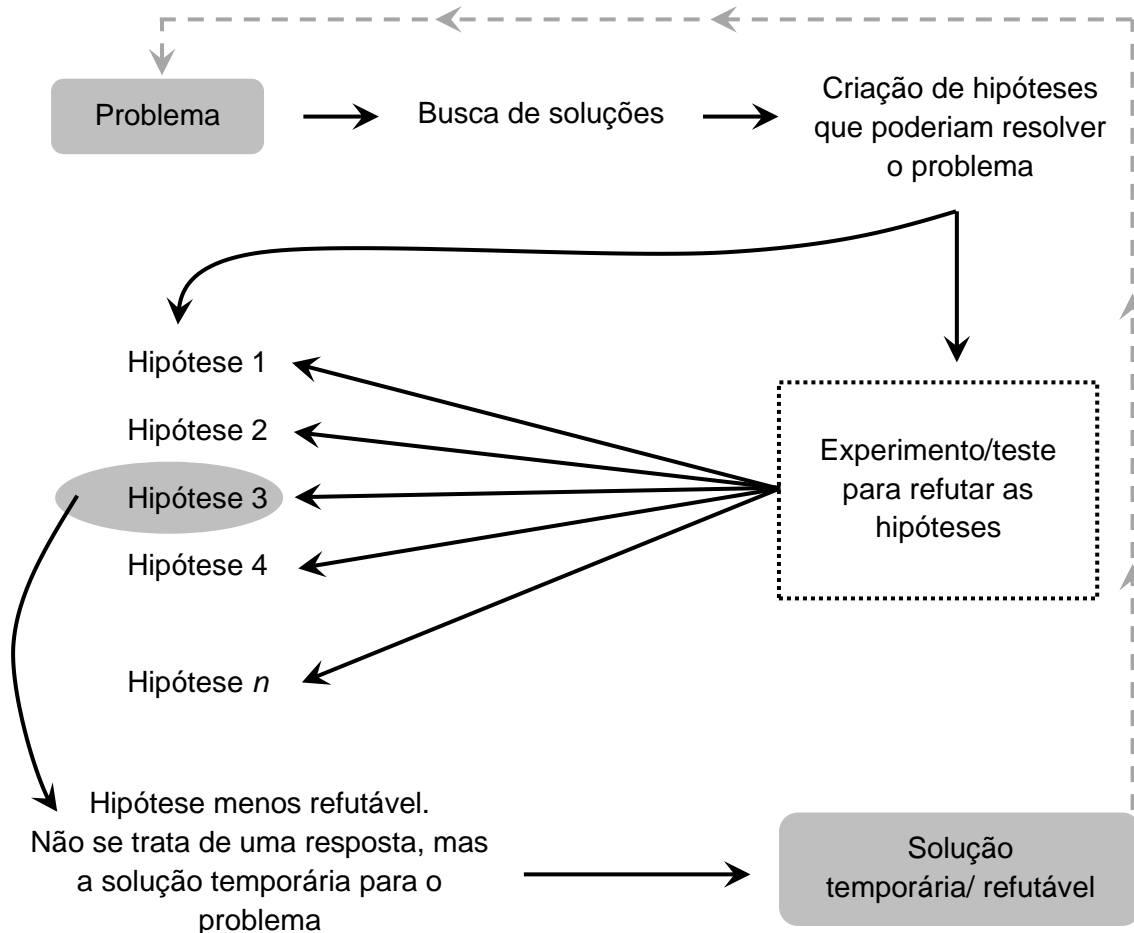 Problema
Busca de soluções
Criação de hipóteses
que poderiam resolver
o problema
Hipótese 1
Hipótese 2
Hipótese 3
Hipótese 4
Hipótese n
Experimento/teste
para refutar as
hipóteses
Hipótese menos refutável.
Não se trata de uma resposta, mas
a solução temporária para o
problema
Solução
temporária/ refutável